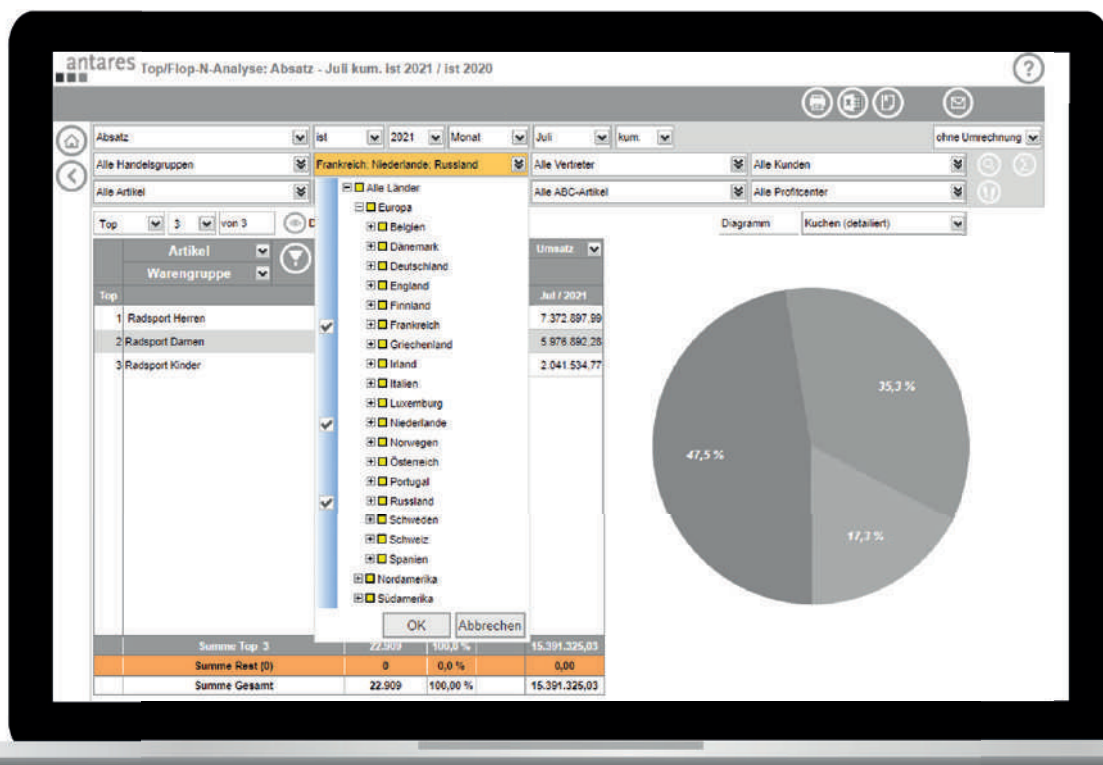 antares Top/Flop-N-Analyse: Absatz - Juli kum. ist 2021 / ist 2020
?
Absatz ist 2021 Monat Juli kum. ohne Umrechnung
Alle Handelsgruppen Frankreich; Niederlande; Russland Alle Vertreter Alle Kunden
Alle Artikel Alle ABC-Artikel Alle Profitcenter
Top 3 von 3 D Diagramm Kuchen (detailiert)
Artikel Umsatz
Warengruppe
Top Jul / 2021
1 Radsport Herren 7.372.897,99
2 Radsport Damen 5.976.892,28
3 Radsport Kinder 2.041.534,77
Alle Länder
Europa
Belgien
Dänemark
Deutschland
England
Finnland
Frankreich
Griechenland
Irland
Italien
Luxemburg
Niederlande
Norwegen
Österreich
Portugal
Russland
Schweden
Schweiz
Spanien
Nordamerika
Südamerika
OK Abbrechen
35,3 %
47,5 %
17,3 %
Summe Top 3 22.909 100,0 % 15.391.325,03
Summe Rest (0) 0 0,0 % 0,00
Summe Gesamt 22.909 100,00 % 15.391.325,03